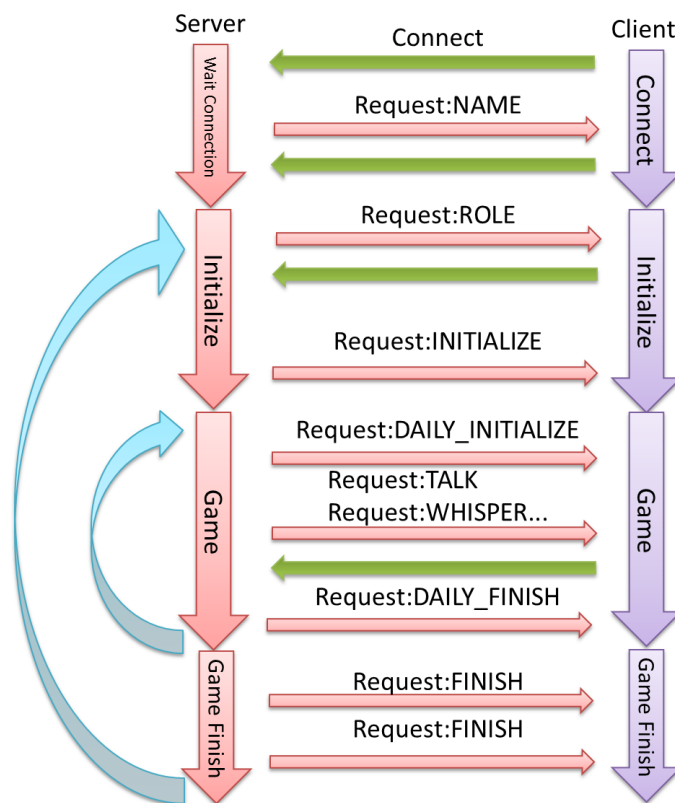 Server
Connect
Client
Wait Connection
Connect
Request:NAME
Request:ROLE
Initialize
Initialize
Request:INITIALIZE
Request:DAILY_INITIALIZE
Request:TALK
Request:WHISPER...
Game
Game
Request:DAILY_FINISH
Game Finish
Game Finish
Request:FINISH
Request:FINISH